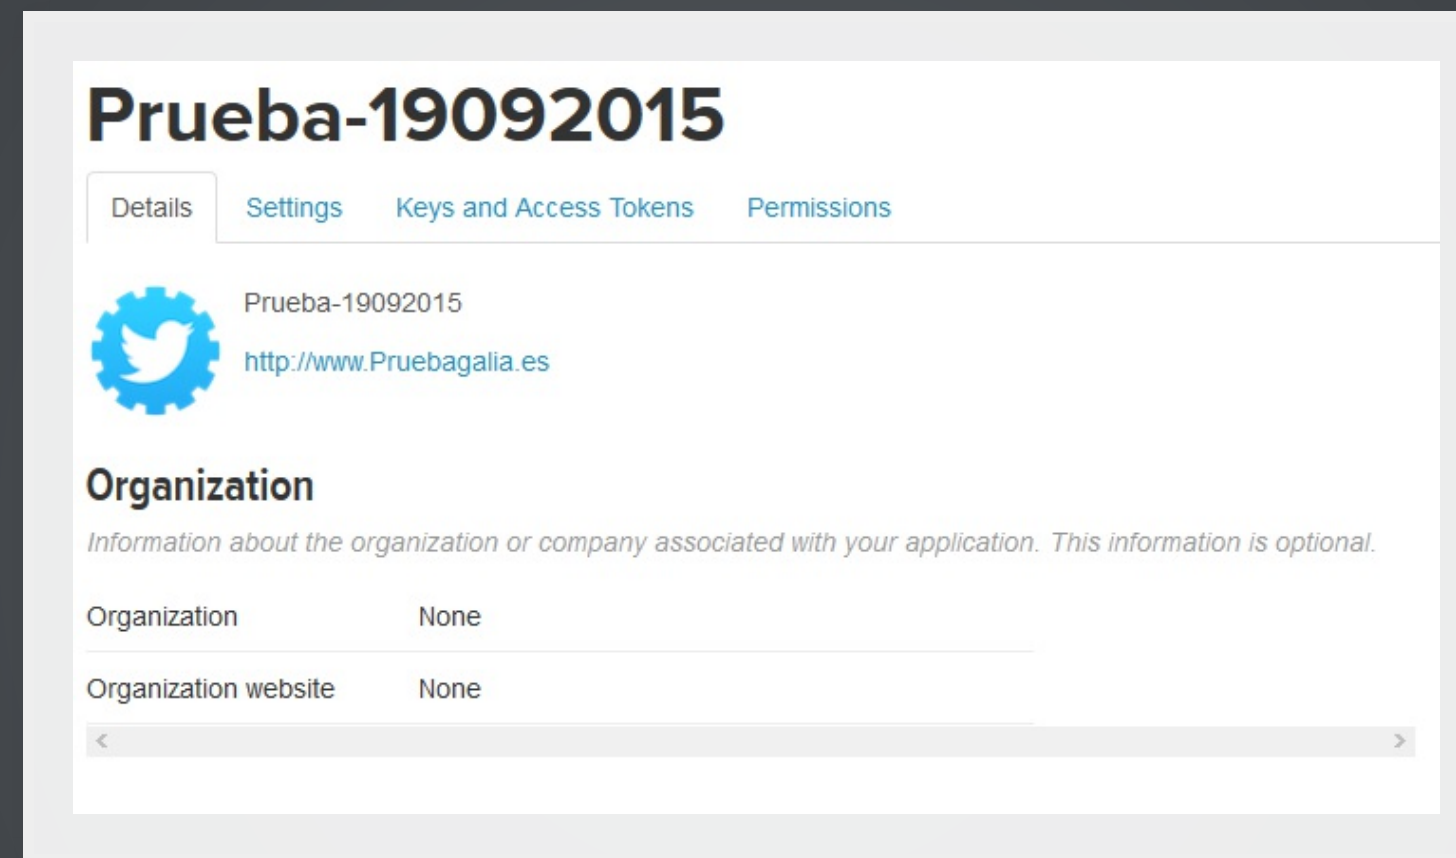 Prueba-19092015
Details Settings Keys and Access Tokens Permissions
Prueba-19092015
http://www.Pruebagalia.es
Organization
Information about the organization or company associated with your application. This information is optional.
Organization None
Organization website None